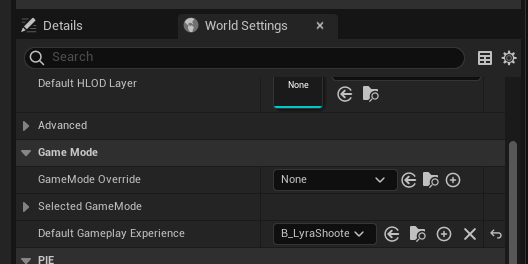 Details
World Settings
Search
Default HLOD Layer
None
Advanced
Game Mode
GameMode Override
None
Selected GameMode
Default Gameplay Experience
B_LyraShoote
PIE